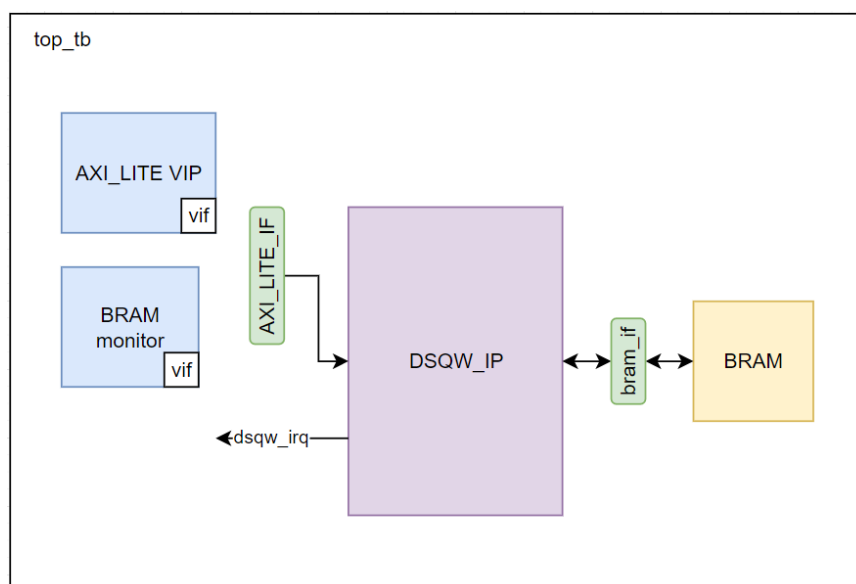 top_tb
AXI_LITE VIP
vif
AXI_LITE_IF
BRAM
monitor
vif
DSQW_IP
bram_if
BRAM
dsqw_irq